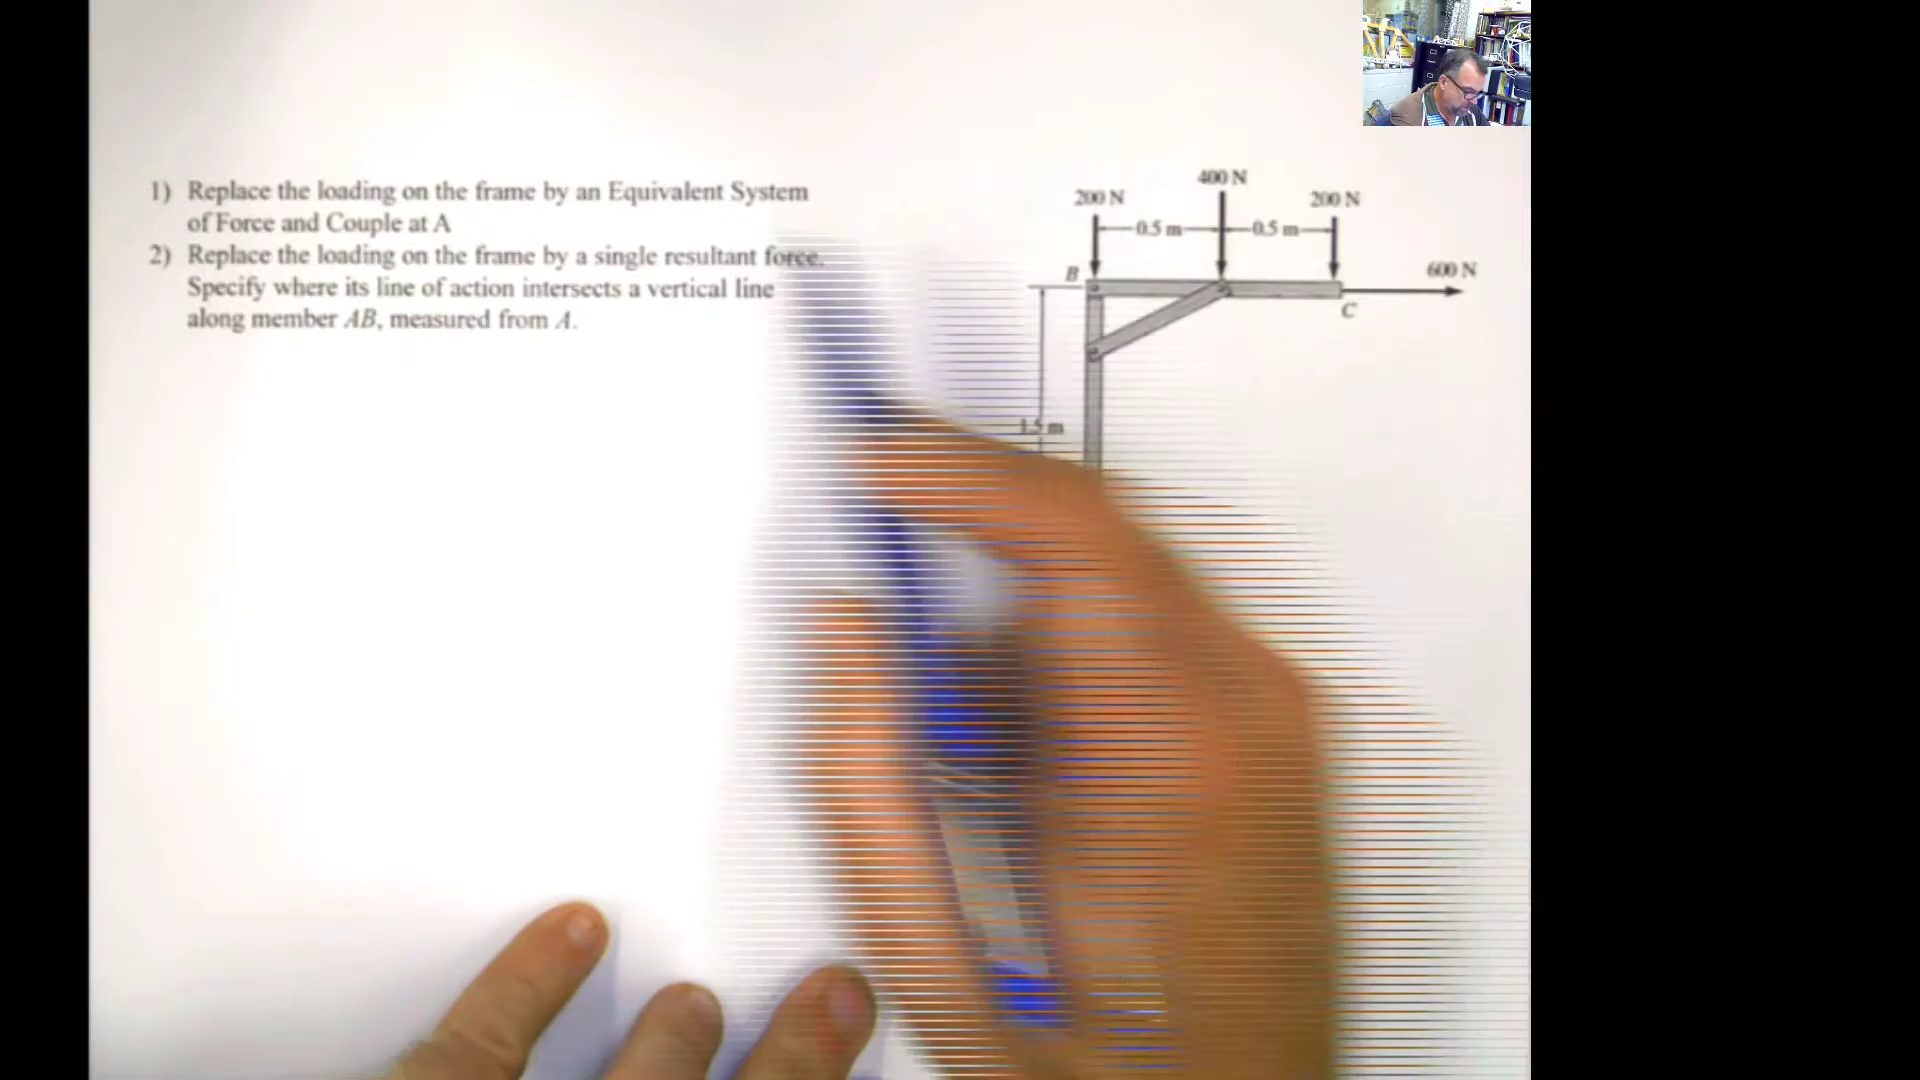 1) Replace the loading on the frame by an Equivalent System
of Force and Couple at A
2) Replace the loading on the frame by a single resultant force.
Specify where its line of action intersects a vertical line
along member AB, measured from A.
400 N
200 N
200 N
0.5 m
0.5 m
B
600 N
C
1.5 m